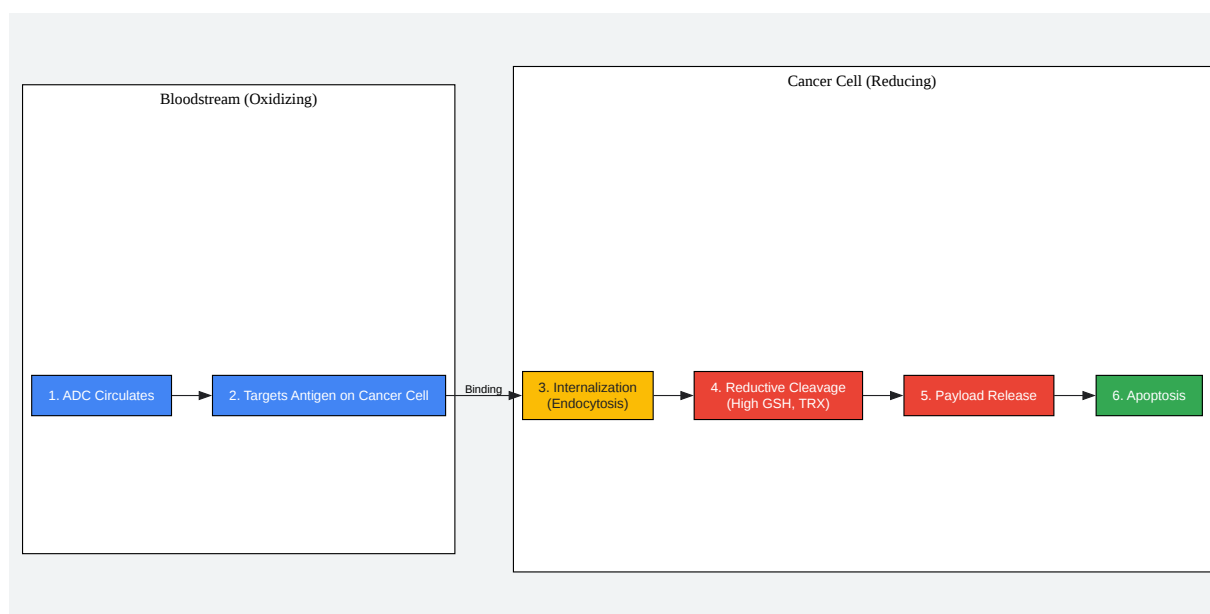 Bloodstream (Oxidizing)
1. ADC Circulates
2. Targets Antigen on Cancer Cell
Binding
Cancer Cell (Reducing)
3. Internalization
(Endocytosis)
4. Reductive Cleavage
(High GSH, TRX)
5. Payload Release
6. Apoptosis